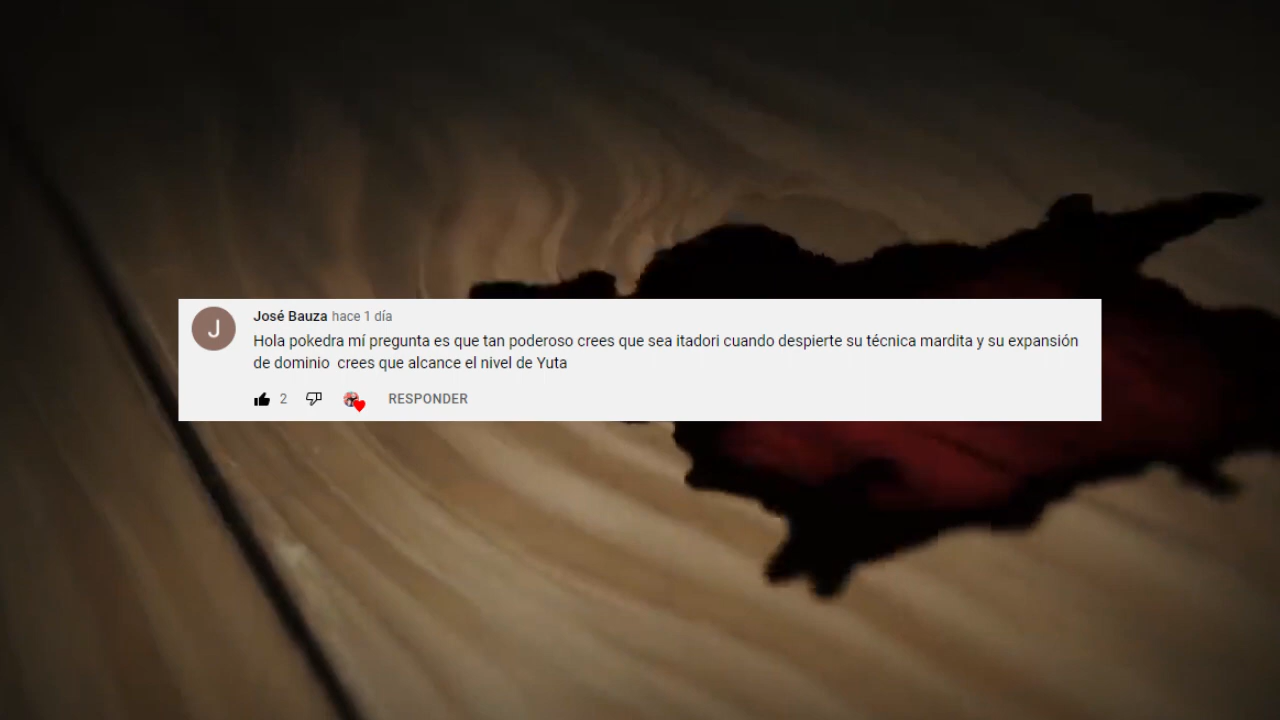 J
José Bauza hace 1 día
Hola pokedra mí pregunta es que tan poderoso crees que sea itadori cuando despierte su técnica mardita y su expansión
de dominio  crees que alcance el nivel de Yuta
2 RESPONDER